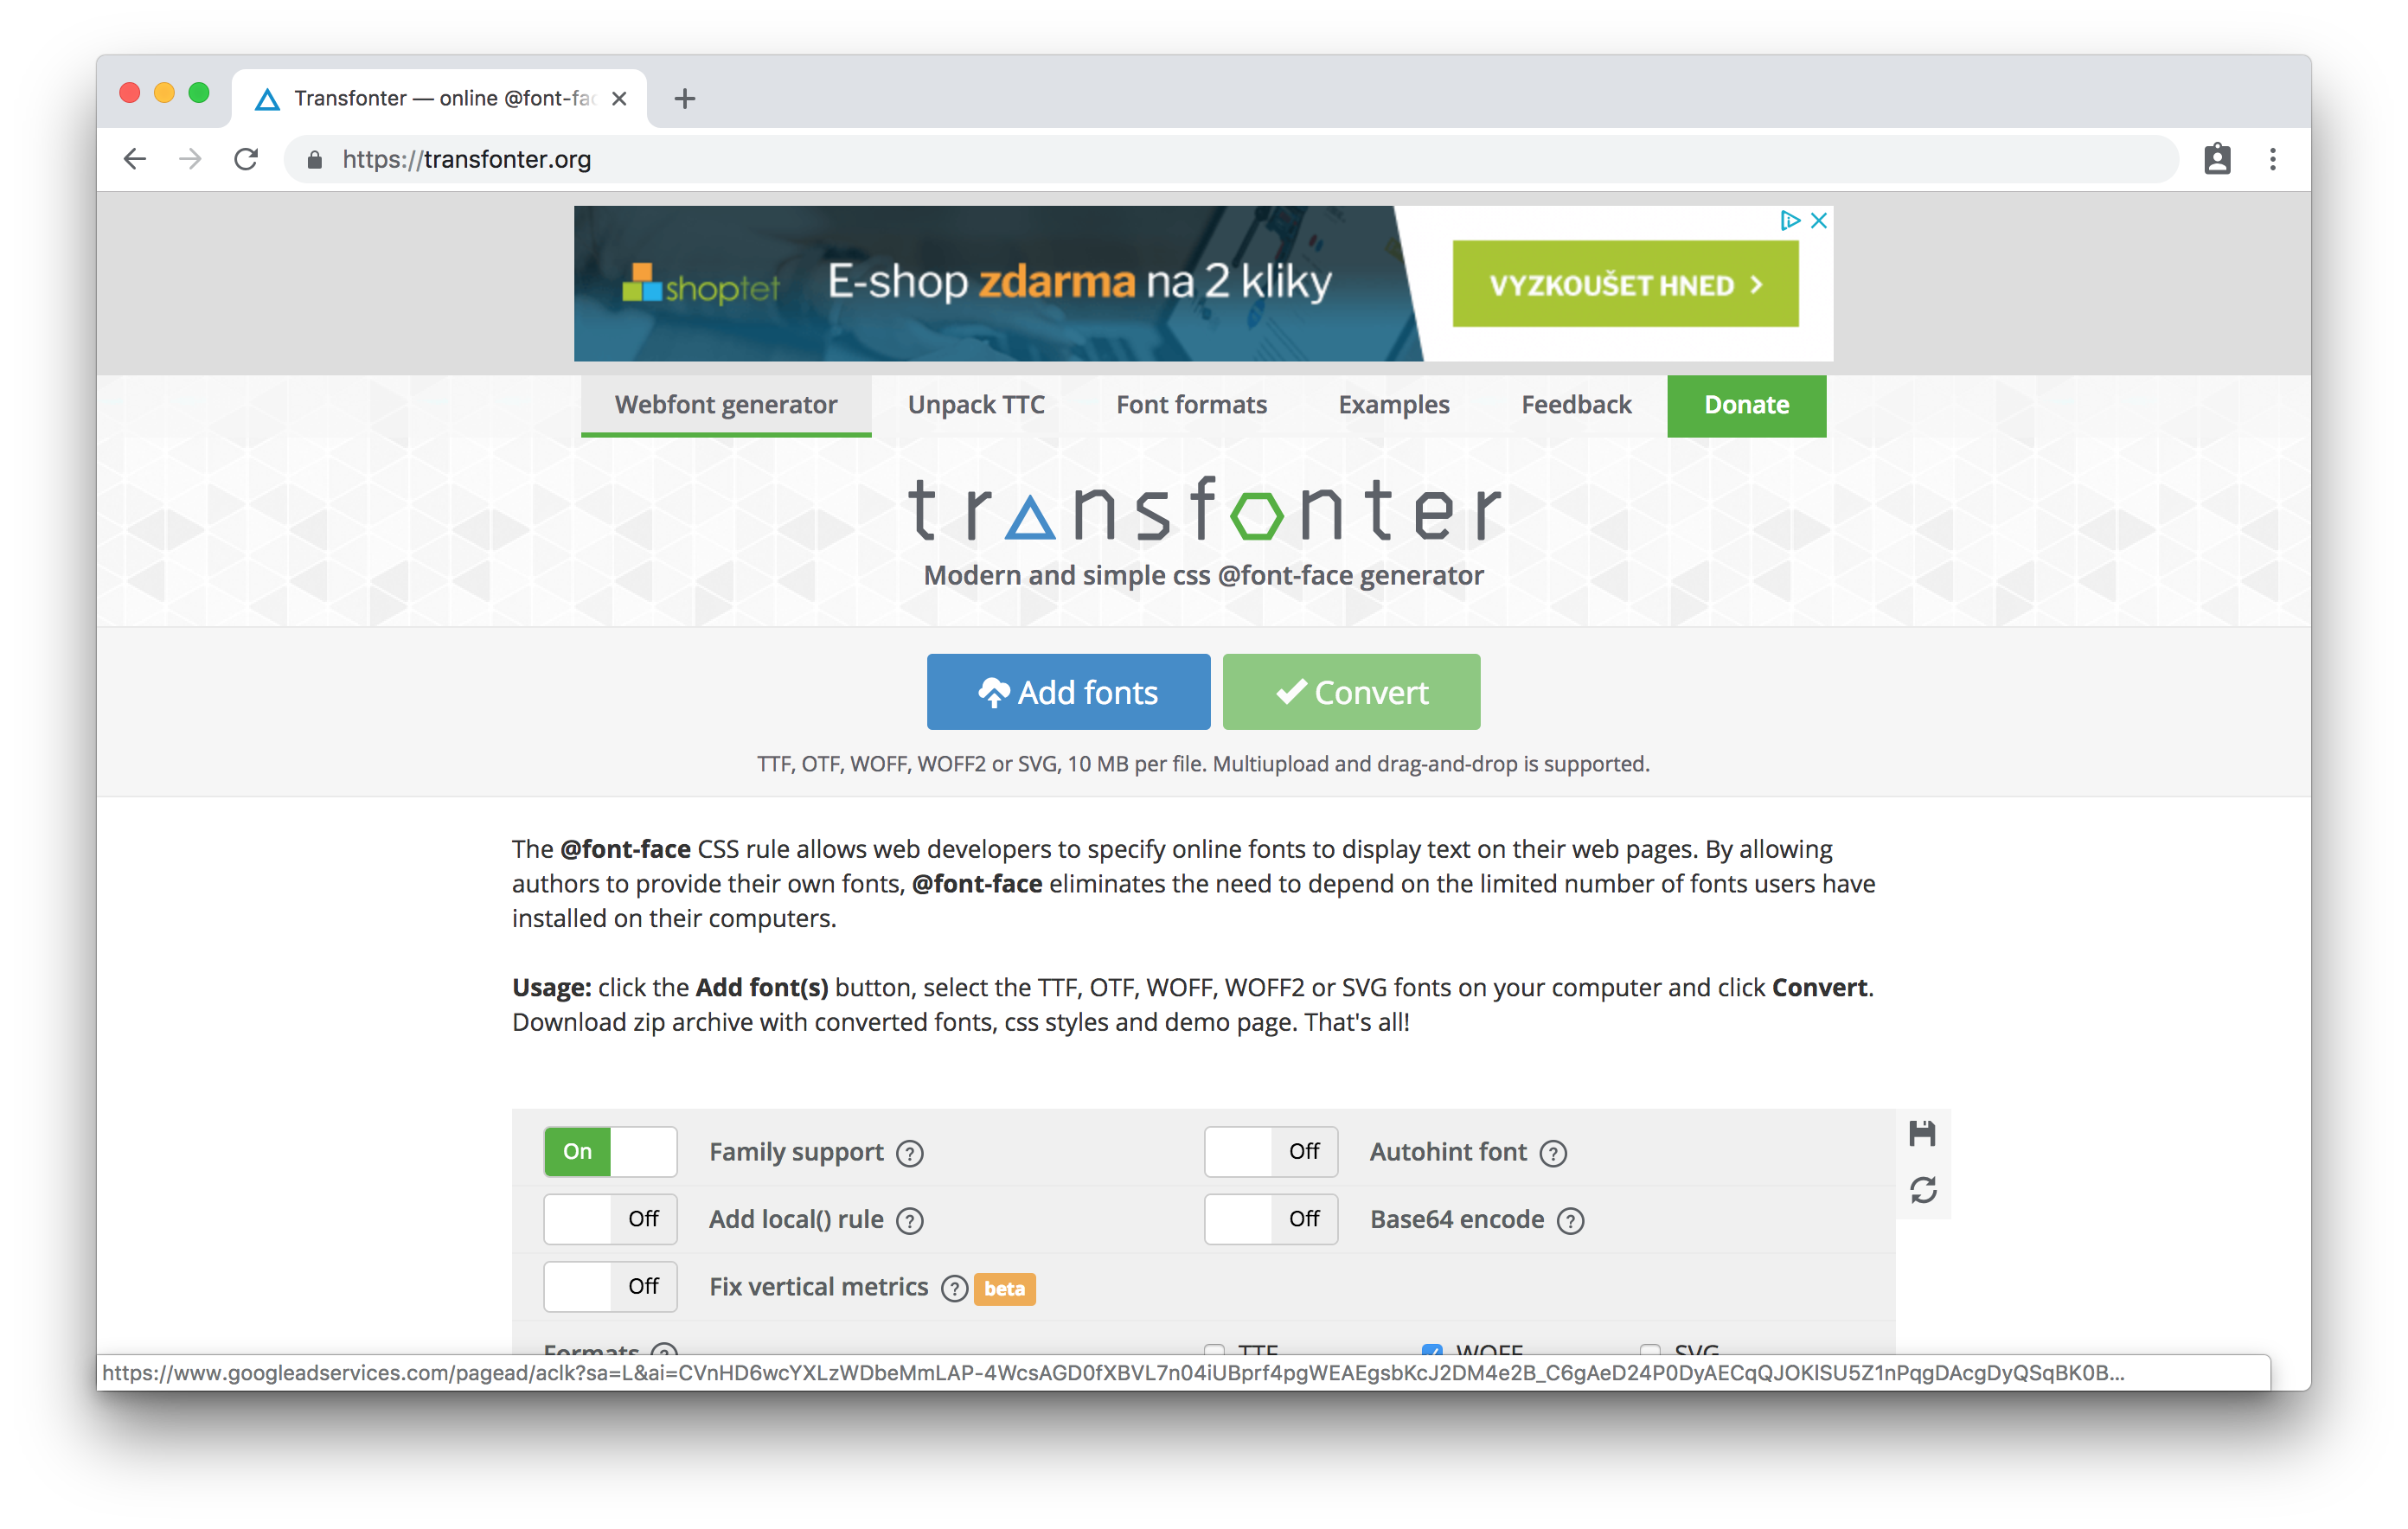 Transfonter — online @font-fac
https://transfonter.org
shoptet
E-shop zdarma na 2 kliky
VYZKOUŠET HNED
Webfont generator
Unpack TTC
Font formats
Examples
Feedback
Donate
transfonter
Modern and simple css @font-face generator
Add fonts
Convert
TTF, OTF, WOFF, WOFF2 or SVG, 10 MB per file. Multiupload and drag-and-drop is supported.
The @font-face CSS rule allows web developers to specify online fonts to display text on their web pages. By allowing
authors to provide their own fonts, @font-face eliminates the need to depend on the limited number of fonts users have
installed on their computers.
Usage: click the Add font(s) button, select the TTF, OTF, WOFF, WOFF2 or SVG fonts on your computer and click Convert.
Download zip archive with converted fonts, css styles and demo page. That's all!
On
Family support ?
Off
Autohint font ?
Off
Add local() rule ?
Off
Base64 encode ?
Off
Fix vertical metrics ? beta
Formats ?
TTF
WOFF
SVG
https://www.googleadservices.com/pagead/aclk?sa=L&ai=CVnHD6wcYXLzWDbeMmLAP-4WcsAGD0fXBVL7n04iUBprf4pgWEAEgsbKcJ2DM4e2B_C6gAeD24P0DyAECqQJOKlSU5Z1nPqgDAcgDyQSqBK0B...